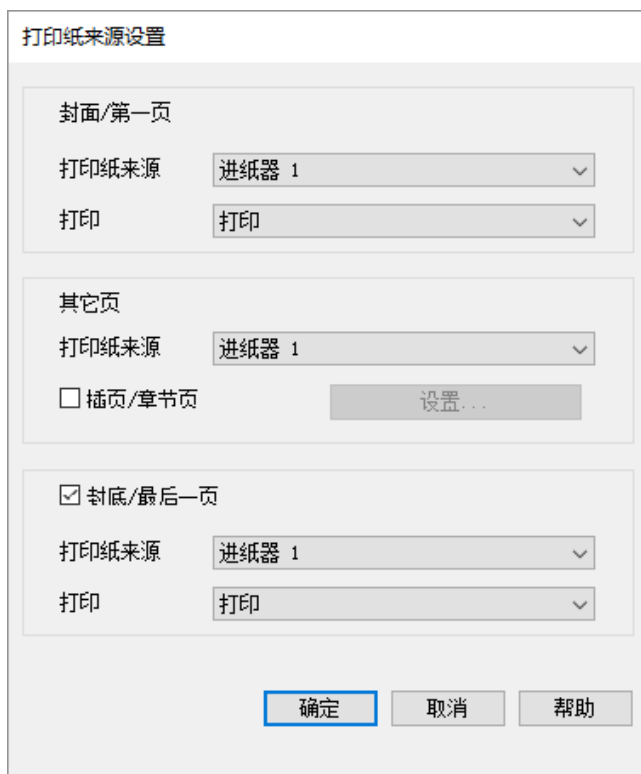 打印纸来源设置
封面/第一页
打印纸来源 进纸器 1
打印 打印
其它页
打印纸来源 进纸器 1
插页/章节页 设置...
封底/最后一页
打印纸来源 进纸器 1
打印 打印
确定 取消 帮助